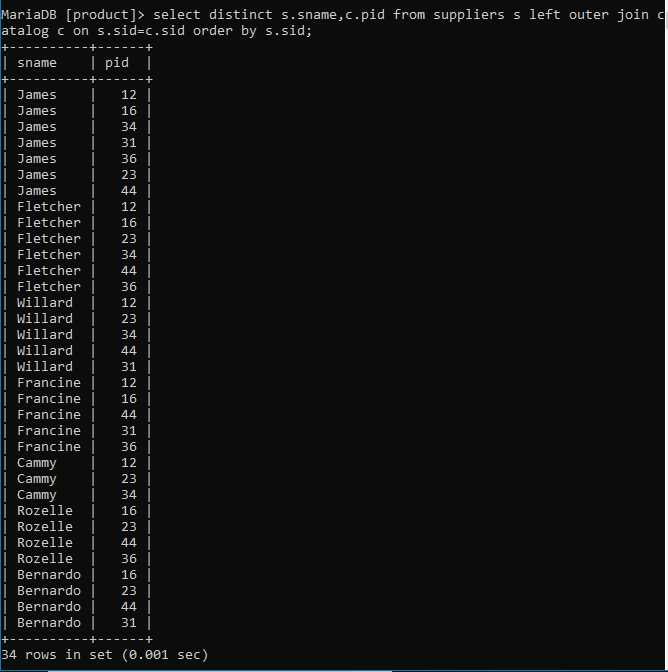 MariaDB [product]> select distinct s.sname,c.pid from suppliers s left outer join c
atalog c on s.sid=c.sid order by s.sid;
+----------+------+
| sname    | pid  |
+----------+------+
| James    |   12 |
| James    |   16 |
| James    |   34 |
| James    |   31 |
| James    |   36 |
| James    |   23 |
| James    |   44 |
| Fletcher |   12 |
| Fletcher |   16 |
| Fletcher |   23 |
| Fletcher |   34 |
| Fletcher |   44 |
| Fletcher |   36 |
| Willard  |   12 |
| Willard  |   23 |
| Willard  |   34 |
| Willard  |   44 |
| Willard  |   31 |
| Francine |   12 |
| Francine |   16 |
| Francine |   44 |
| Francine |   31 |
| Francine |   36 |
| Cammy    |   12 |
| Cammy    |   23 |
| Cammy    |   34 |
| Rozelle  |   16 |
| Rozelle  |   23 |
| Rozelle  |   44 |
| Rozelle  |   36 |
| Bernardo |   16 |
| Bernardo |   23 |
| Bernardo |   44 |
| Bernardo |   31 |
+----------+------+
34 rows in set (0.001 sec)